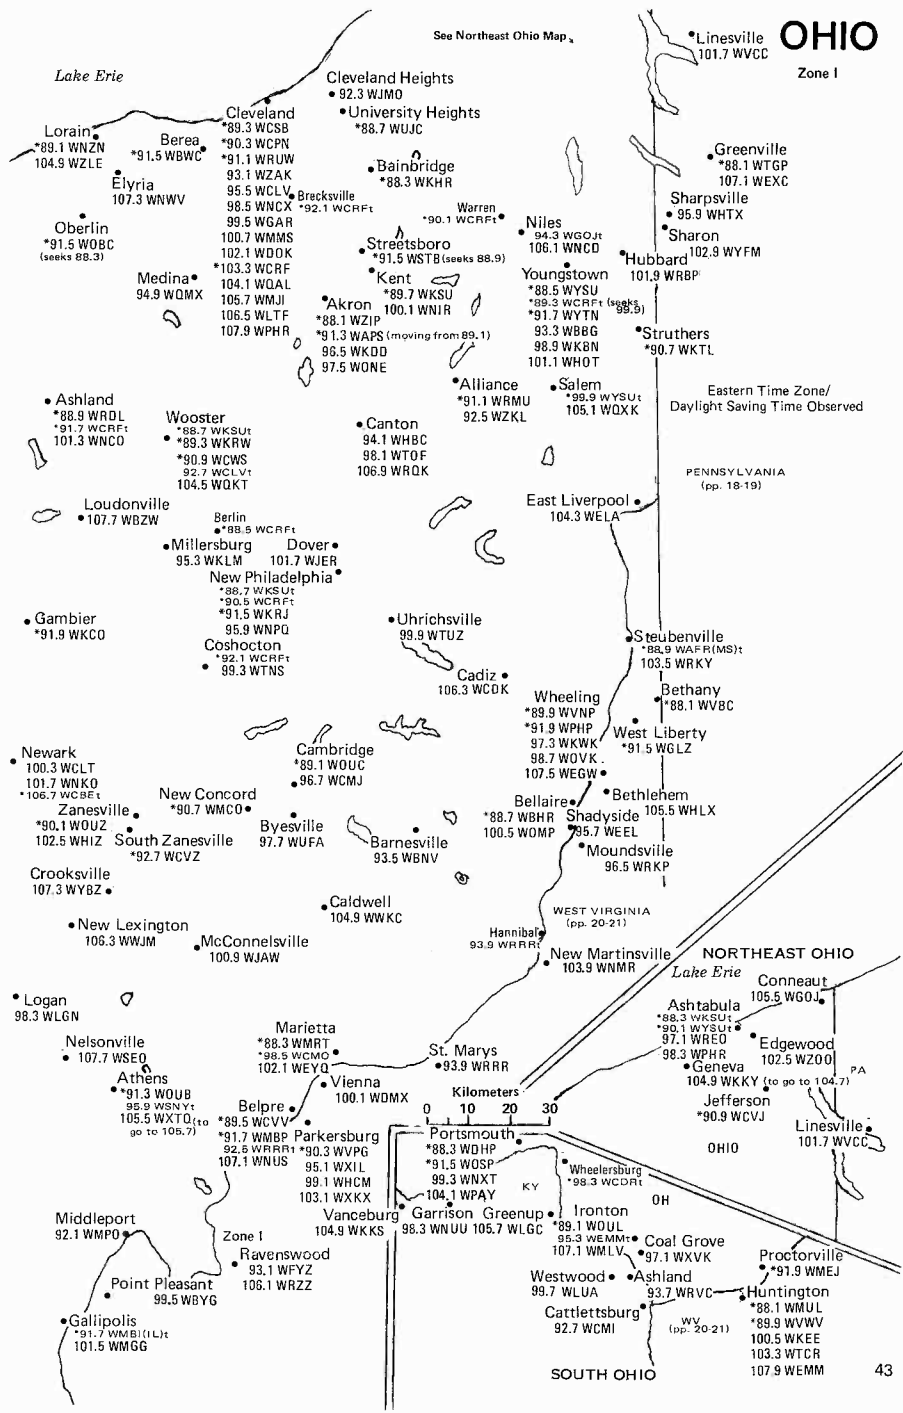 See Northeast Ohio Map
OHIO
Zone I
Linesville
101.7 WVCC
Lake Erie
Cleveland Heights
92.3 WJMO
University Heights
*88.7 WUJC
Cleveland
*89.3 WCSB
*90.3 WCPN
*91.1 WRUW
93.1 WZAK
95.5 WCLV
98.5 WNCX
99.5 WGAR
100.7 WMMS
102.1 WDOK
*103.3 WCRF
104.1 WQAL
105.7 WMJI
106.5 WLTF
107.9 WPHR
Lorain
*89.1 WNZN
104.9 WZLE
Berea
*91.5 WBWC
Elyria
107.3 WNWV
Oberlin
*91.5 WOBC
(seeks 88.3)
Medina
94.9 WQMX
Bainbridge
*88.3 WKHR
Brecksville
*92.1 WCRFt
Warren
*90.1 WCRFt
Streetsboro
*91.5 WSTB (seeks 88.9)
Kent
*89.7 WKSU
100.1 WNIR
Akron
*88.1 WZIP
*91.3 WAPS (moving from 89.1)
96.5 WKDD
97.5 WONE
Niles
94.3 WGOJt
106.1 WNCD
Youngstown
*88.5 WYSU
*89.3 WCRFt (seeks
99.9)
*91.7 WYTN
93.3 WBBG
98.9 WKBN
101.1 WHOT
Greenville
*88.1 WTGP
107.1 WEXC
Sharpsville
95.9 WHTX
Sharon
102.9 WYFM
Hubbard
101.9 WRBP
Struthers
*90.7 WKTL
Ashland
*88.9 WRDL
*91.7 WCRFt
101.3 WNCO
Wooster
*88.7 WKSUt
*89.3 WKRW
*90.9 WCWS
92.7 WCLVt
104.5 WQKT
Canton
94.1 WHBC
98.1 WTOF
106.9 WRQK
Alliance
*91.1 WRMU
92.5 WZKL
Salem
*99.9 WYSUt
105.1 WQXK
Eastern Time Zone/
Daylight Saving Time Observed
PENNSYLVANIA
(pp. 18-19)
Loudonville
107.7 WBZW
Berlin
*88.5 WCRFt
Millersburg
95.3 WKLM
Dover
101.7 WJER
New Philadelphia
*88.7 WKSUt
*90.5 WCRFt
*91.5 WKRJ
95.9 WNPQ
East Liverpool
104.3 WELA
Gambier
*91.9 WKCO
Coshocton
*92.1 WCRFt
99.3 WTNS
Uhrichsville
99.9 WTUZ
Cadiz
106.3 WCDK
Steubenville
*88.9 WAFR(MS)t
103.5 WRKY
Wheeling
*89.9 WVNP
*91.9 WPHP
97.3 WKWK
98.7 WOVK
107.5 WEGW
Bethany
*88.1 WVBC
West Liberty
*91.5 WGLZ
Newark
100.3 WCLT
101.7 WNKO
*106.7 WCBEt
Cambridge
*89.1 WOUC
96.7 WCMJ
New Concord
*90.7 WMCO
Zanesville
*90.1 WOUZ
102.5 WHIZ
South Zanesville
*92.7 WCVZ
Byesville
97.7 WUFA
Barnesville
93.5 WBNV
Bellaire
*88.7 WBHR
100.5 WOMP
Bethlehem
105.5 WHLX
Shadyside
95.7 WEEL
Moundsville
96.5 WRKP
Crooksville
107.3 WYBZ
New Lexington
106.3 WWJM
McConnelsville
100.9 WJAW
Caldwell
104.9 WWKC
WEST VIRGINIA
(pp. 20-21)
Hannibal
93.9 WRRRt
New Martinsville
103.9 WNMR
NORTHEAST OHIO
Lake Erie
Conneaut
105.5 WGOJ
Ashtabula
*88.3 WKSUt
*90.1 WYSUt
97.1 WREO
98.3 WPHR
Edgewood
102.5 WZOO
Geneva
104.9 WKKY (to go to 104.7)
PA
Jefferson
*90.9 WCVJ
Linesville
101.7 WVCC
OHIO
Logan
98.3 WLGN
Nelsonville
107.7 WSEO
Athens
*91.3 WOUB
95.9 WSNYt
105.5 WXTQ (to
go to 105.7)
Marietta
*88.3 WMRT
*98.5 WCMO
102.1 WEYQ
Vienna
100.1 WDMX
St. Marys
93.9 WRRR
Belpre
*89.5 WCVV
*91.7 WMBP
92.5 WRRRt
107.1 WNUS
Parkersburg
*90.3 WVPG
95.1 WXIL
99.1 WHCM
103.1 WXKX
Kilometers
0 10 20 30
Portsmouth
*88.3 WOHP
*91.5 WOSP
99.3 WNXT
104.1 WPAY
KY
Wheelersburg
*98.3 WCDRt
OH
Vanceburg
104.9 WKKS
Garrison
98.3 WNUU
Greenup
105.7 WLGC
Ironton
*89.1 WOUL
95.3 WEMMt
107.1 WMLV
Coal Grove
97.1 WXVK
Westwood
99.7 WLUA
Ashland
93.7 WRVC
Cattlettsburg
92.7 WCMI
Proctorville
*91.9 WMEJ
Huntington
*88.1 WMUL
*89.9 WVWV
100.5 WKEE
103.3 WTCR
107.9 WEMM
WV
(pp. 20-21)
SOUTH OHIO
Middleport
92.1 WMPO
Zone I
Ravenswood
93.1 WFYZ
106.1 WRZZ
Point Pleasant
99.5 WBYG
Gallipolis
*91.7 WMBI(IL)t
101.5 WMGG
43